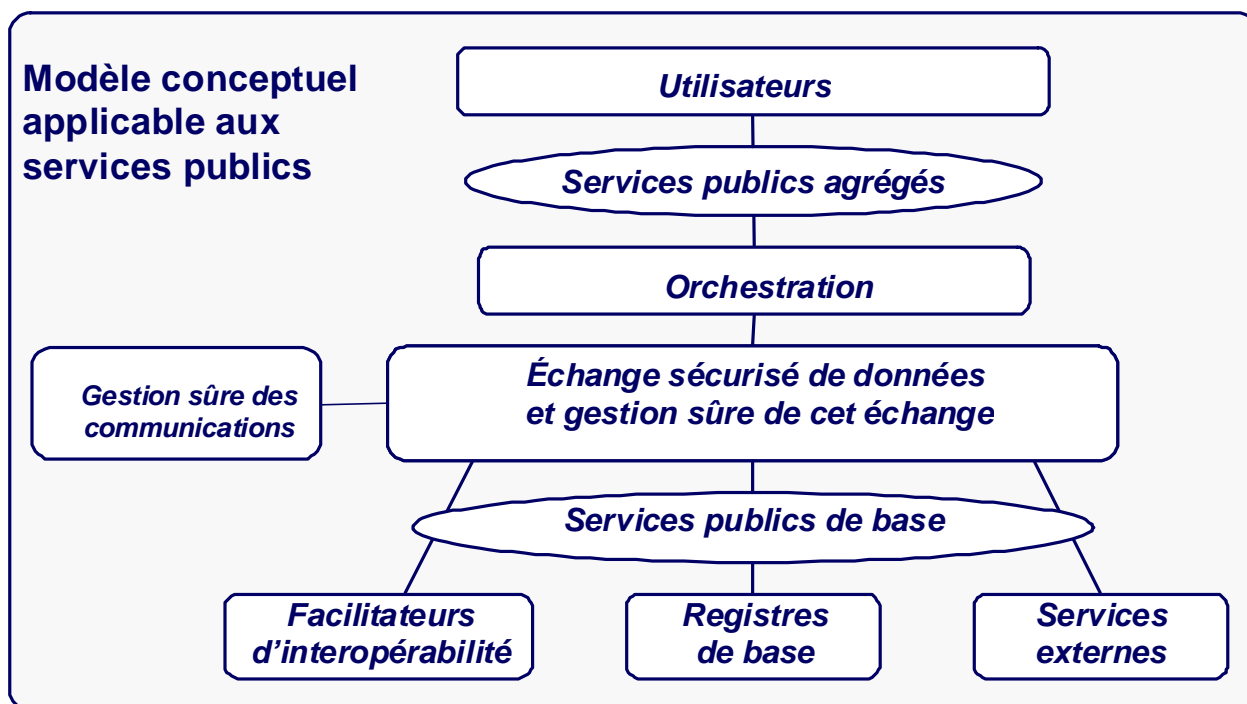 Modèle conceptuel
applicable aux
services publics
Utilisateurs
Services publics agrégés
Orchestration
Échange sécurisé de données
et gestion sûre de cet échange
Gestion sûre des
communications
Services publics de base
Facilitateurs
d’interopérabilité
Registres
de base
Services
externes